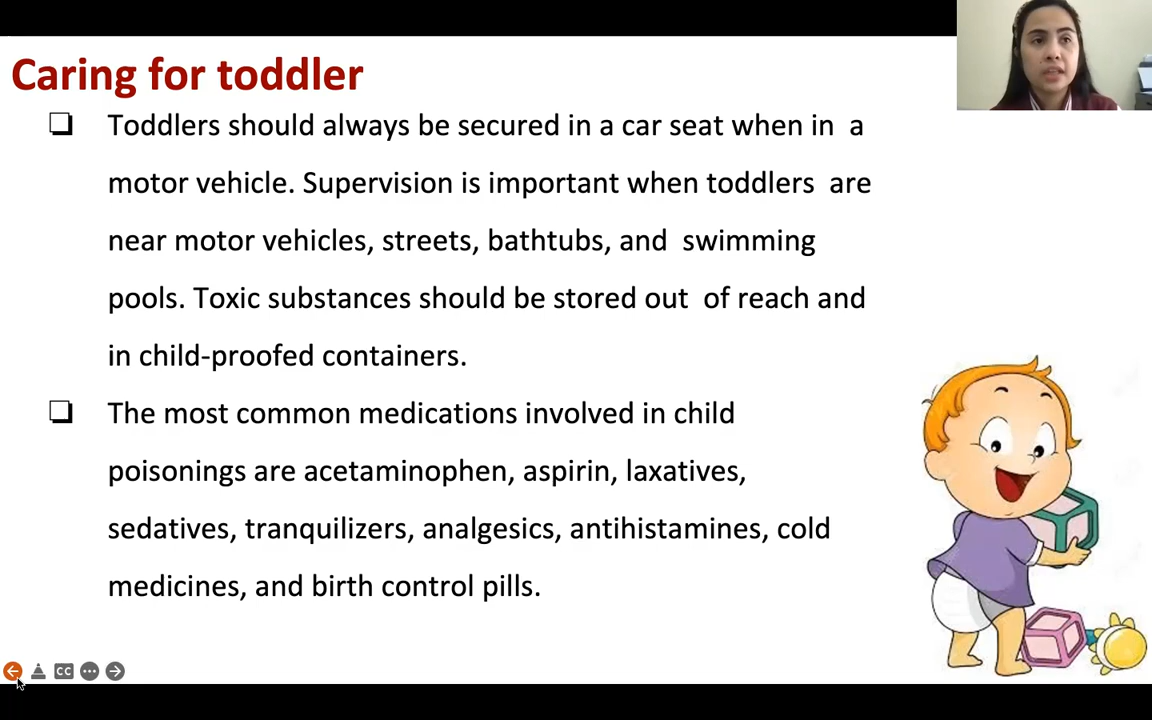 Caring for toddler
❑ Toddlers should always be secured in a car seat when in a
motor vehicle. Supervision is important when toddlers are
near motor vehicles, streets, bathtubs, and swimming
pools. Toxic substances should be stored out of reach and
in child-proofed containers.
❑ The most common medications involved in child
poisonings are acetaminophen, aspirin, laxatives,
sedatives, tranquilizers, analgesics, antihistamines, cold
medicines, and birth control pills.
CC